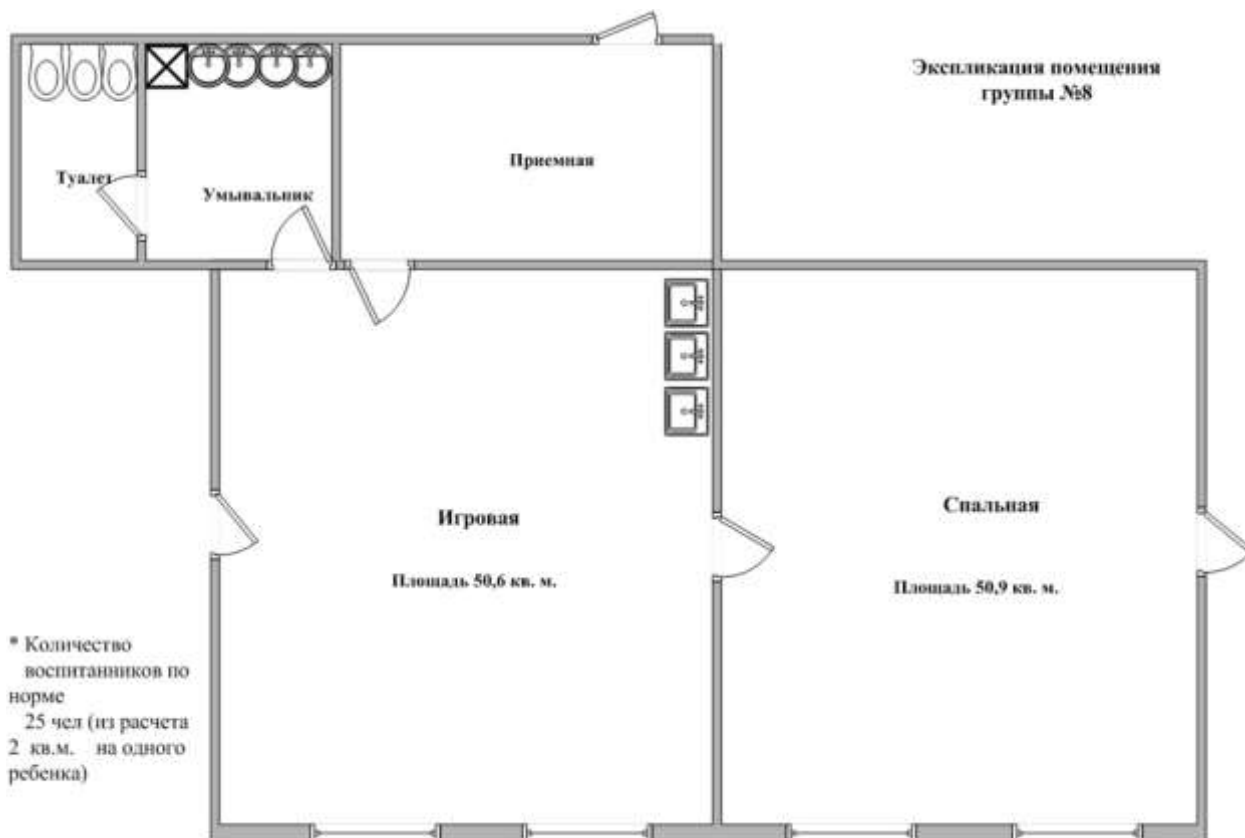 Экспликация помещения
группы №8
Приемная
Туалет
Умывальник
Игровая
Спальная
Площадь 50,6 кв. м.
Площадь 50,9 кв. м.
* Количество
воспитанников по
норме
25 чел (из расчета
2 кв.м. на одного
ребенка)